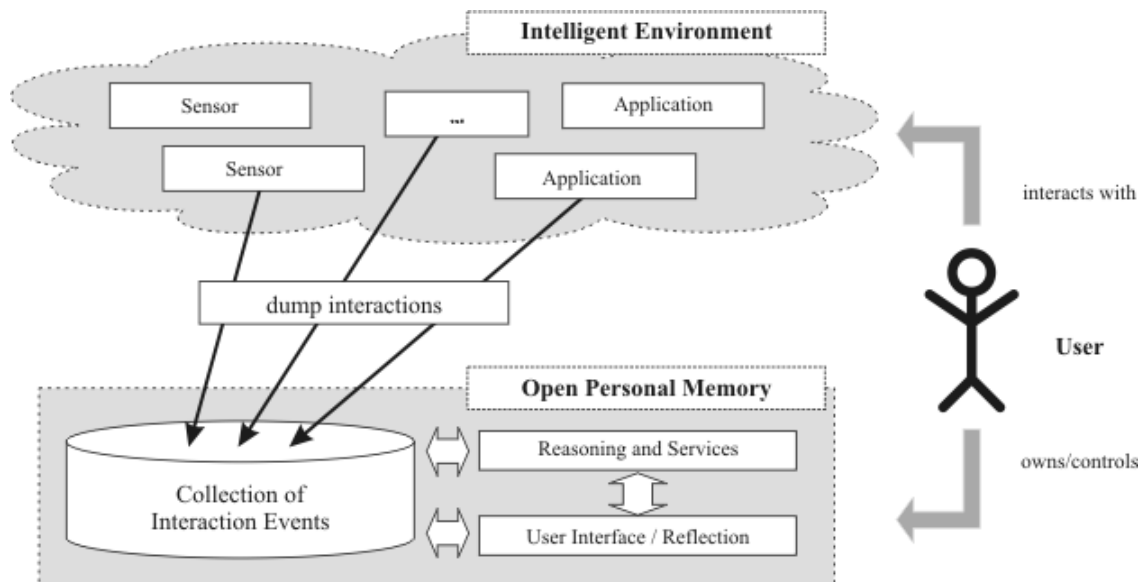 Intelligent Environment
Sensor
...
Application
Sensor
Application
interacts with
dump interactions
User
Open Personal Memory
Reasoning and Services
owns/controls
Collection of
Interaction Events
User Interface / Reflection